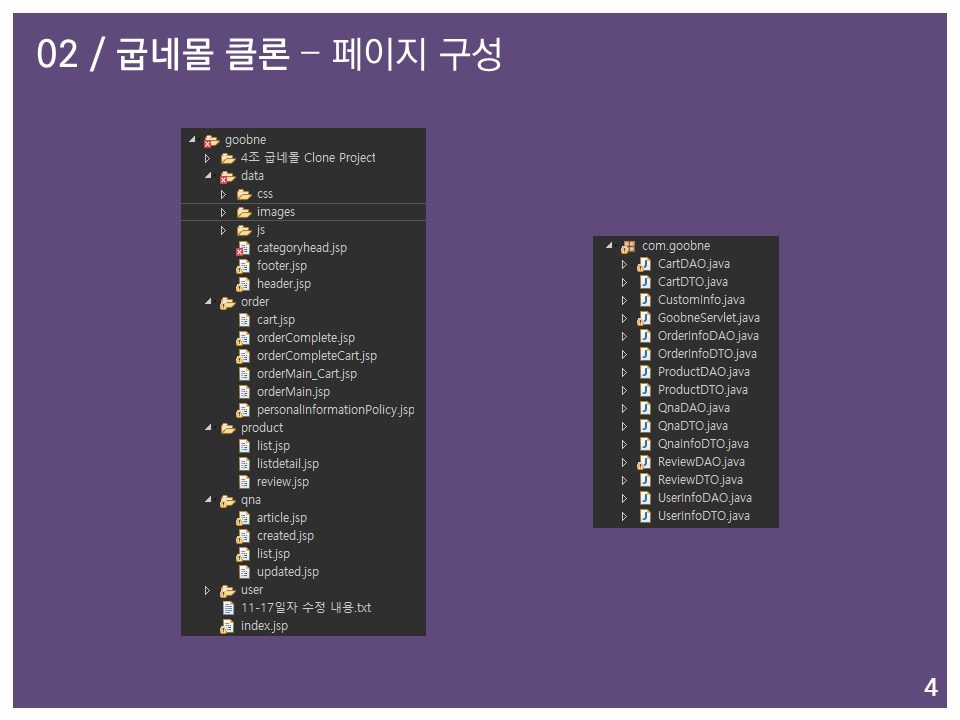 02 / 굽네몰 클론 – 페이지 구성
goobne
4조 굽네몰 Clone Project
data
css
images
js
categoryhead.jsp
footer.jsp
header.jsp
order
cart.jsp
orderComplete.jsp
orderCompleteCart.jsp
orderMain_Cart.jsp
orderMain.jsp
personalInformationPolicy.jsp
product
list.jsp
listdetail.jsp
review.jsp
qna
article.jsp
created.jsp
list.jsp
updated.jsp
user
11-17일자 수정 내용.txt
index.jsp
com.goobne
CartDAO.java
CartDTO.java
CustomInfo.java
GoobneServlet.java
OrderInfoDAO.java
OrderInfoDTO.java
ProductDAO.java
ProductDTO.java
QnaDAO.java
QnaDTO.java
QnaInfoDTO.java
ReviewDAO.java
ReviewDTO.java
UserInfoDAO.java
UserInfoDTO.java
4